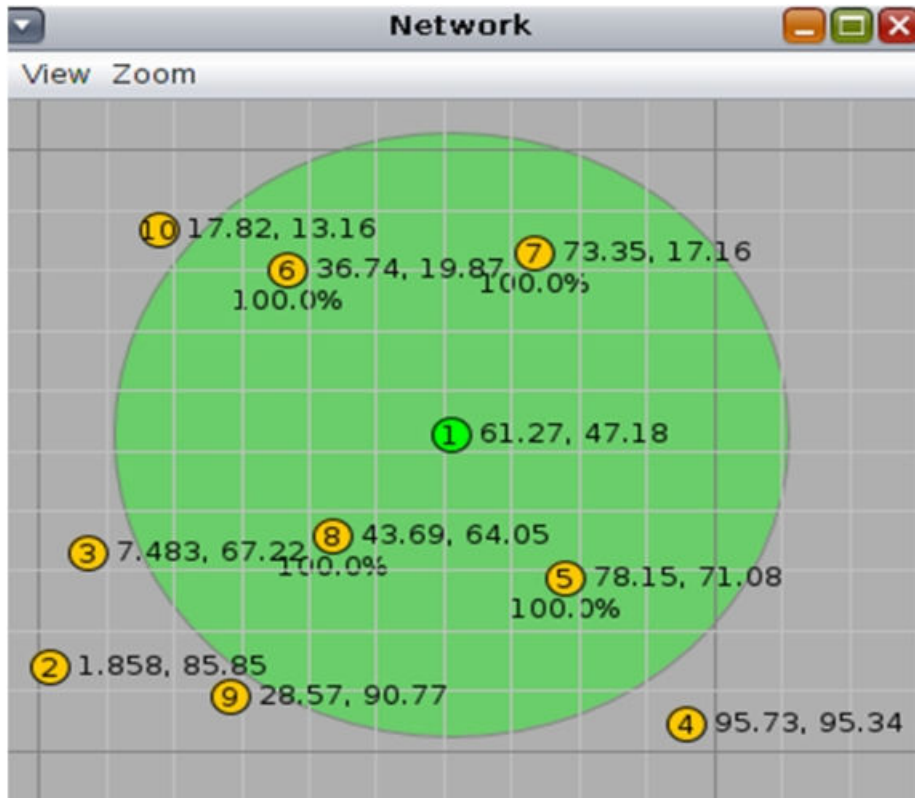 Network
View Zoom
10 17.82, 13.16
7 73.35, 17.16
6 36.74, 19.87
100.0%
100.0%
1 61.27, 47.18
8 43.69, 64.05
3 7.483, 67.22
100.0%
5 78.15, 71.08
100.0%
2 1.858, 85.85
9 28.57, 90.77
4 95.73, 95.34